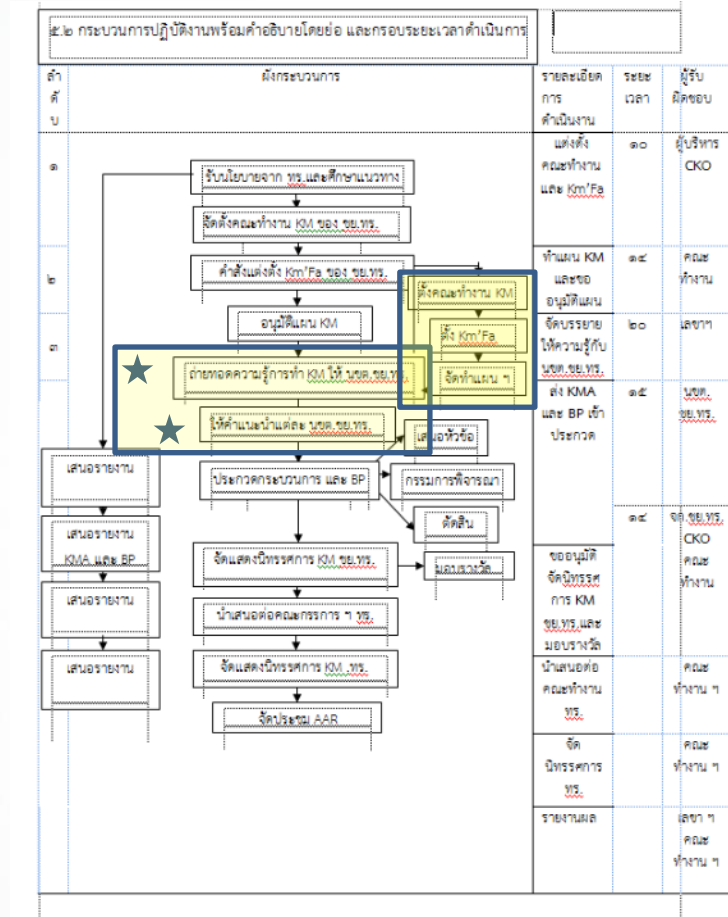 ๕.๒ กระบวนการปฏิบัติงานพร้อมคำอธิบายโดยย่อ และกรอบระยะเวลาดำเนินการ
ลำ
ดั
บ
ผังกระบวนการ
รายละเอียด
การ
ดำเนินงาน
ระยะ
เวลา
ผู้รับ
ผิดชอบ
๑
รับนโยบายจาก ทร.และศึกษาแนวทาง
จัดตั้งคณะทำงาน KM ของ ขย.ทร.
แต่งตั้ง
คณะทำงาน
และ Km'Fa
๑๐
ผู้บริหาร
CKO
๒
คำสั่งแต่งตั้ง Km'Fa ของ ขย.ทร.
ตั้งคณะทำงาน KM
อนุมัติแผน KM
ทำแผน KM
และขอ
อนุมัติแผน
๑๔
คณะ
ทำงาน
๓
ตั้ง Km'Fa
จัดทำแผน ฯ
ถ่ายทอดความรู้การทำ KM ให้ นขต.ขย.ทร.
จัดบรรยาย
ให้ความรู้กับ
นขต.ขย.ทร.
๒๐
เลขาฯ
ให้คำแนะนำแต่ละ นขต.ขย.ทร.
เสนอหัวข้อ
ส่ง KMA
และ BP เข้า
ประกวด
๑๕
นขต.
ขย.ทร.
เสนอรายงาน
ประกวดกระบวนการ และ BP
กรรมการพิจารณา
ตัดสิน
มอบรางวัล
เสนอรายงาน
KMA และ BP
จัดแสดงนิทรรศการ KM ขย.ทร.
ขออนุมัติ
จัดนิทรรศ
การ KM
ขย.ทร.และ
มอบรางวัล
๑๔
จก.ขย.ทร.
CKO
คณะ
ทำงาน
เสนอรายงาน
นำเสนอต่อคณะกรรการ ฯ ทร.
เสนอรายงาน
จัดแสดงนิทรรศการ KM .ทร.
นำเสนอต่อ
คณะทำงาน
ทร.
คณะ
ทำงาน ฯ
จัดประชุม AAR
จัด
นิทรรศการ
ทร.
คณะ
ทำงาน ฯ
รายงานผล
เลขา ฯ
คณะ
ทำงาน ฯ